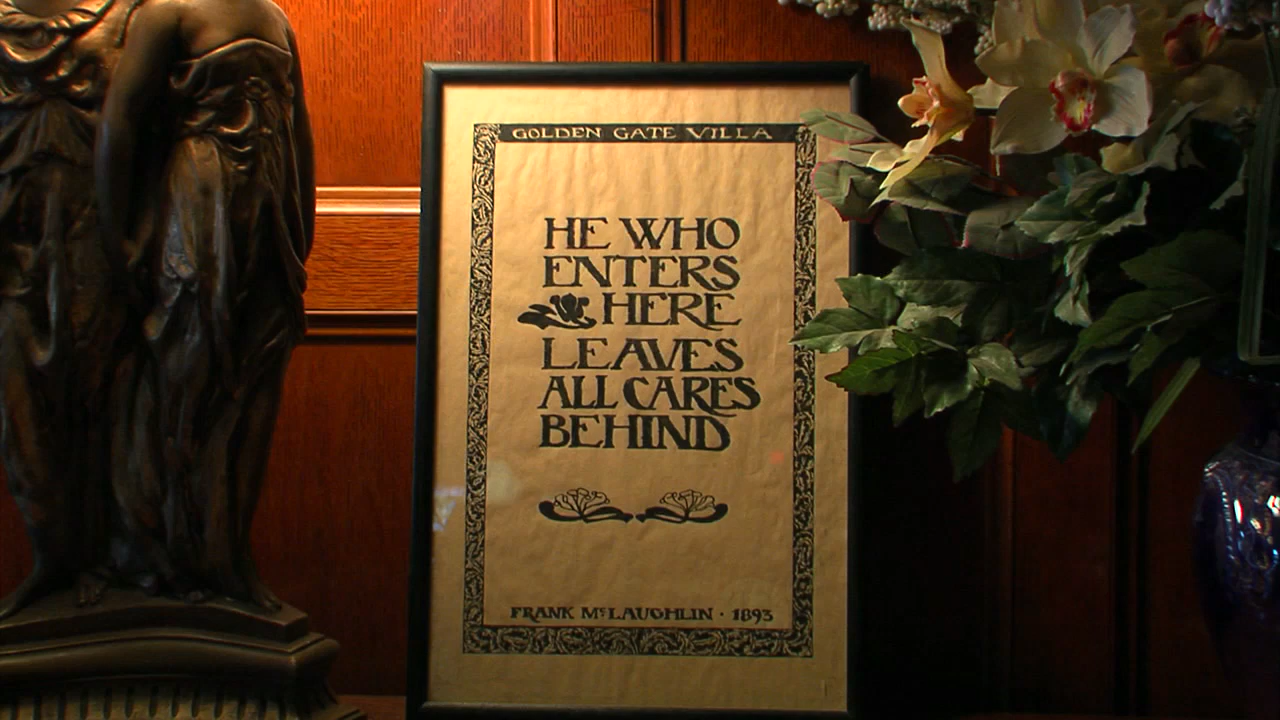 GOLDEN GATE VILLA
HE WHO
ENTERS
HERE
LEAVES
ALL CARES
BEHIND
FRANK McLAUGHLIN · 1893